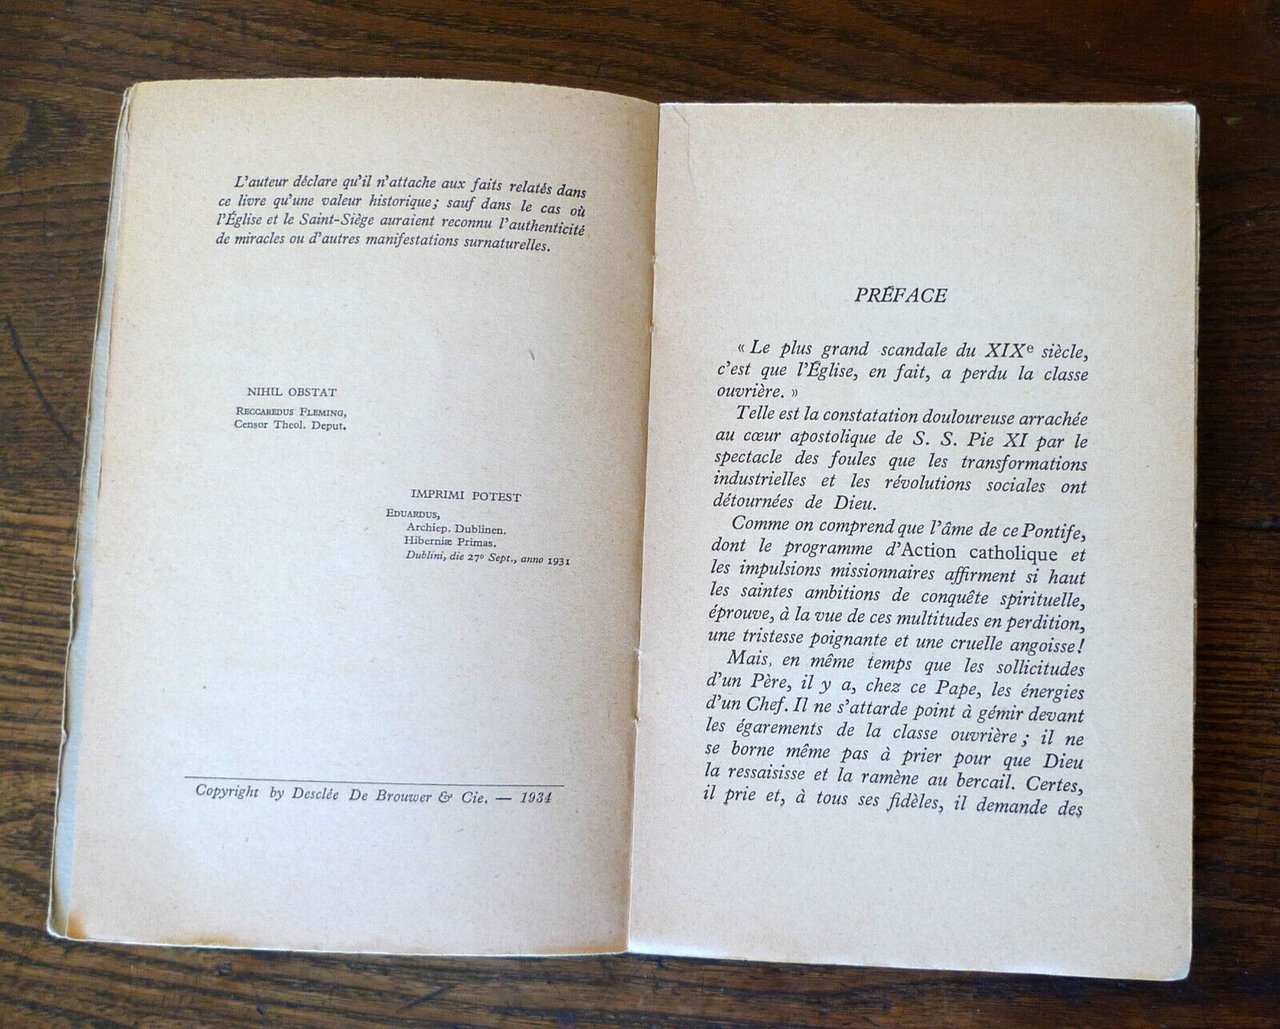 L'auteur déclare qu'il n'attache aux faits relatés dans
ce livre qu'une valeur historique; sauf dans le cas où
l'Église et le Saint-Siège auraient reconnu l'authenticité
de miracles ou d'autres manifestations surnaturelles.
NIHIL OBSTAT
Reccaredus Fleming,
Censor Theol. Deput.
IMPRIMI POTEST
Eduardus,
Archiep. Dublinen.
Hiberniæ Primas.
Dublini, die 27º Sept., anno 1931
Copyright by Desclée De Brouwer & Cie. — 1934
PRÉFACE
« Le plus grand scandale du XIXe siècle,
c'est que l'Église, en fait, a perdu la classe
ouvrière. »
Telle est la constatation douloureuse arrachée
au cœur apostolique de S. S. Pie XI par le
spectacle des foules que les transformations
industrielles et les révolutions sociales ont
détournées de Dieu.
Comme on comprend que l'âme de ce Pontife,
dont le programme d'Action catholique et
les impulsions missionnaires affirment si haut
les saintes ambitions de conquête spirituelle,
éprouve, à la vue de ces multitudes en perdition,
une tristesse poignante et une cruelle angoisse!
Mais, en même temps que les sollicitudes
d'un Père, il y a, chez ce Pape, les énergies
d'un Chef. Il ne s'attarde point à gémir devant
les égarements de la classe ouvrière; il ne
se borne même pas à prier pour que Dieu
la ressaisisse et la ramène au bercail. Certes,
il prie et, à tous ses fidèles, il demande des